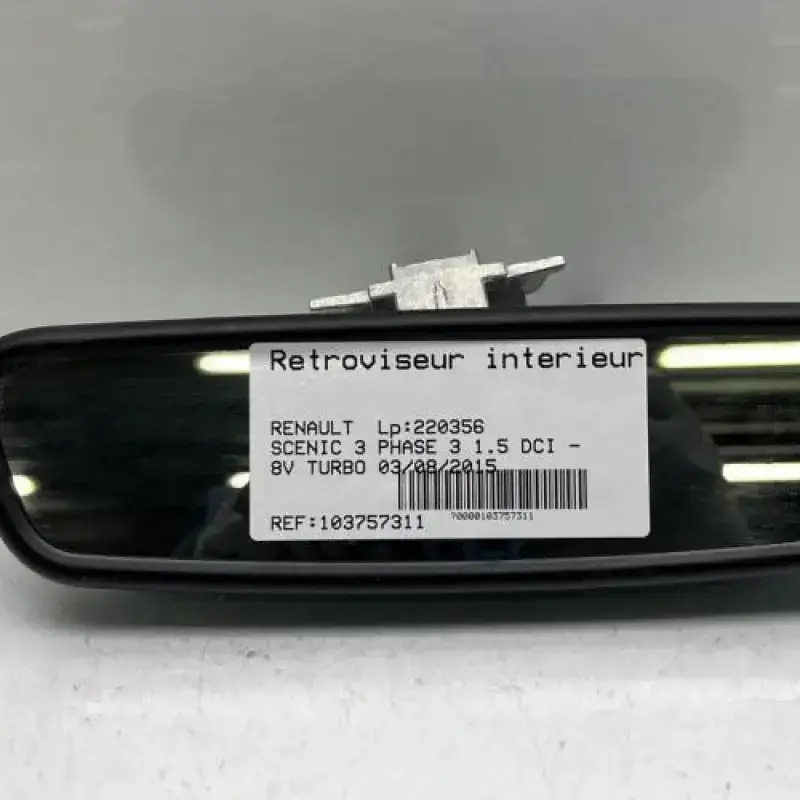 Retroviseur interieur
RENAULT Lp:220356
SCENIC 3 PHASE 3 1.5 DCI -
8V TURBO 03/08/2015
REF:103757311
70000103757311